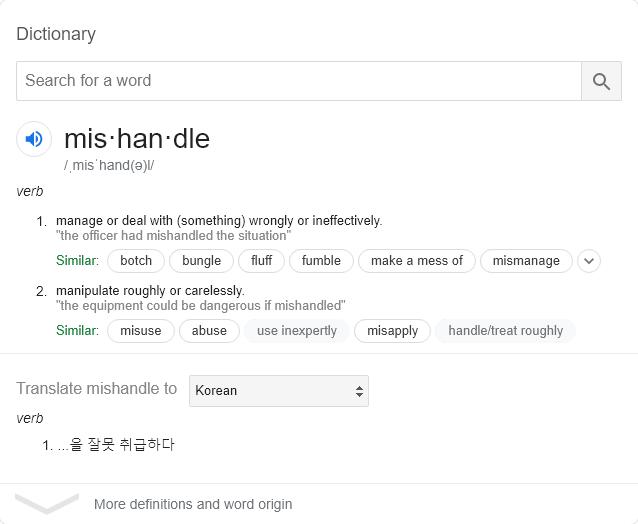 Dictionary
Search for a word
mis·han·dle
/ˌmisˈhand(ə)l/
verb
1. manage or deal with (something) wrongly or ineffectively.
"the officer had mishandled the situation"
Similar: botch bungle fluff fumble make a mess of mismanage
2. manipulate roughly or carelessly.
"the equipment could be dangerous if mishandled"
Similar: misuse abuse use inexpertly misapply handle/treat roughly
Translate mishandle to Korean
verb
1. ...을 잘못 취급하다
More definitions and word origin